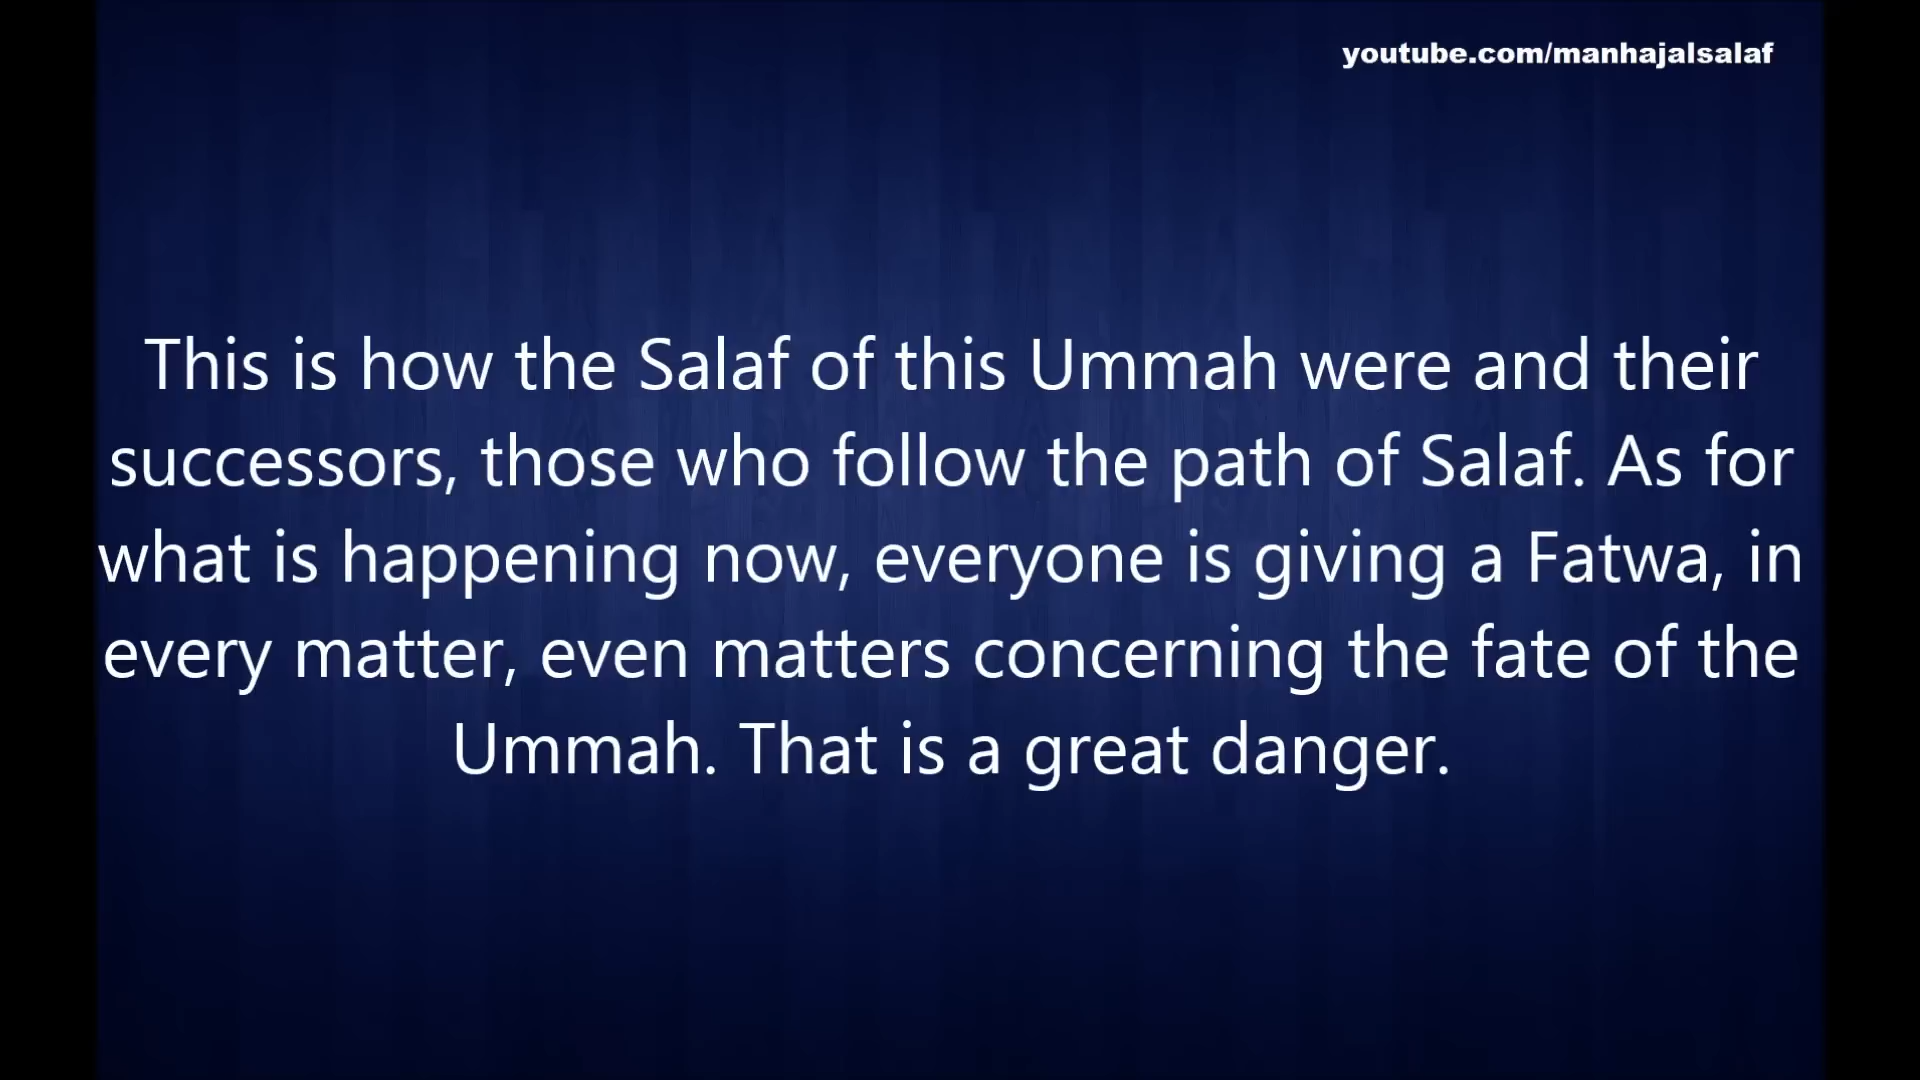 youtube.com/manhajalsalaf
This is how the Salaf of this Ummah were and their
successors, those who follow the path of Salaf. As for
what is happening now, everyone is giving a Fatwa, in
every matter, even matters concerning the fate of the
Ummah. That is a great danger.